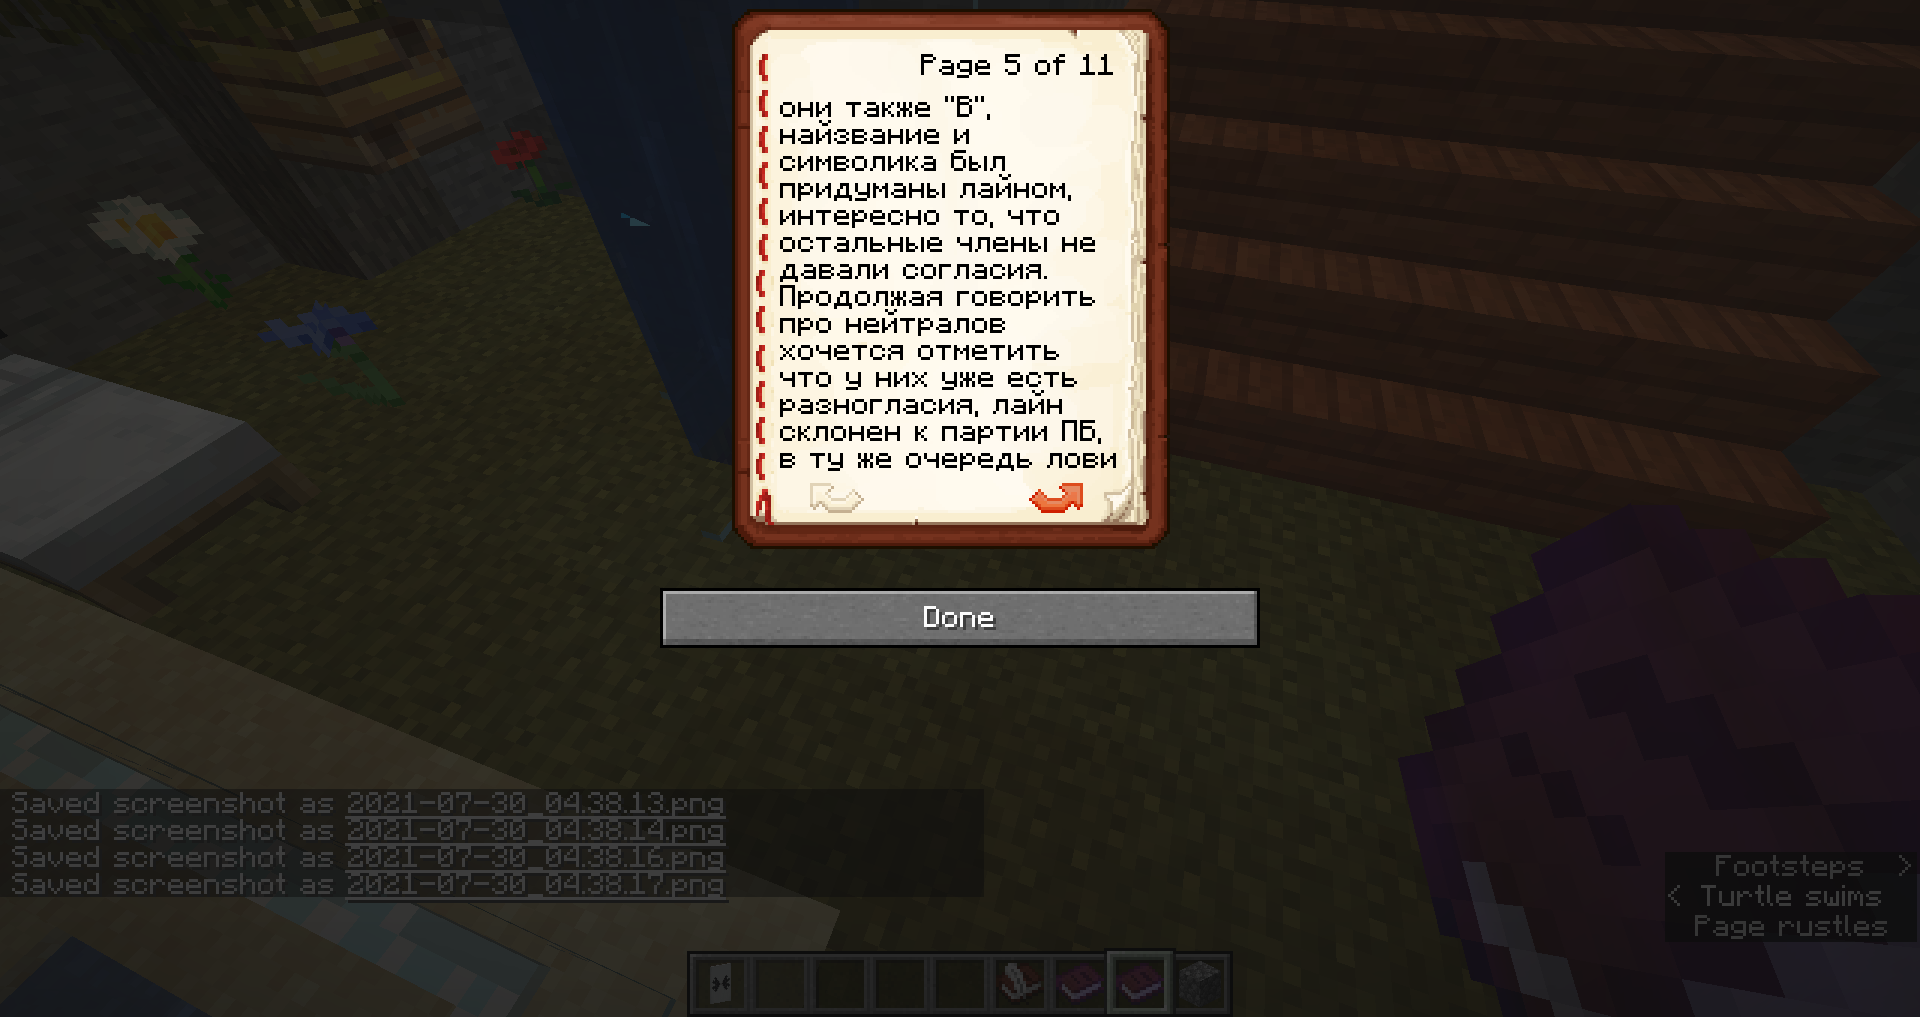 Page 5 of 11
они также "В",
найзвание и
символика был
придуманы лайном,
интересно то, что
остальные члены не
давали согласия.
Продолжая говорить
про нейтралов
хочется отметить
что у них уже есть
разногласия, лайн
склонен к партии ПБ,
в ту же очередь лови
Done
Saved screenshot as 2021-07-30_04.38.13.png
Saved screenshot as 2021-07-30_04.38.14.png
Saved screenshot as 2021-07-30_04.38.16.png
Saved screenshot as 2021-07-30_04.38.17.png
Footsteps >
< Turtle swims
Page rustles